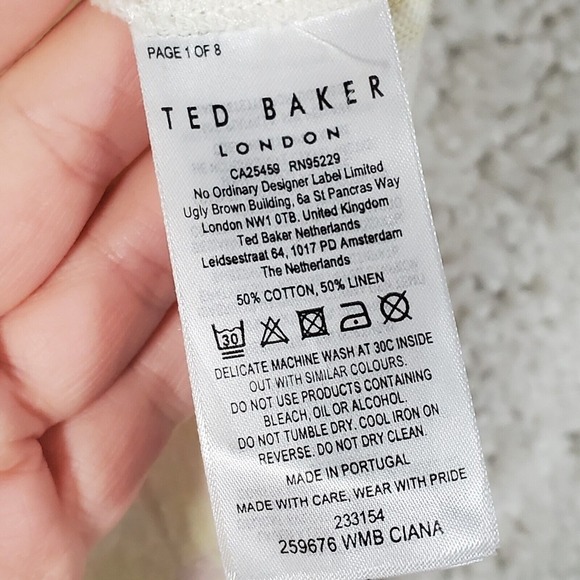 PAGE 1 OF 8
TED BAKER
LONDON
CA25459 RN95229
No Ordinary Designer Label Limited
Ugly Brown Building, 6a St Pancras Way
London NW1 0TB. United Kingdom
Ted Baker Netherlands
Leidsestraat 64, 1017 PD Amsterdam
The Netherlands
50% COTTON, 50% LINEN
30
DELICATE MACHINE WASH AT 30C INSIDE
OUT WITH SIMILAR COLOURS.
DO NOT USE PRODUCTS CONTAINING
BLEACH, OIL OR ALCOHOL.
DO NOT TUMBLE DRY. COOL IRON ON
REVERSE. DO NOT DRY CLEAN.
MADE IN PORTUGAL
MADE WITH CARE, WEAR WITH PRIDE
233154
259676 WMB CIANA